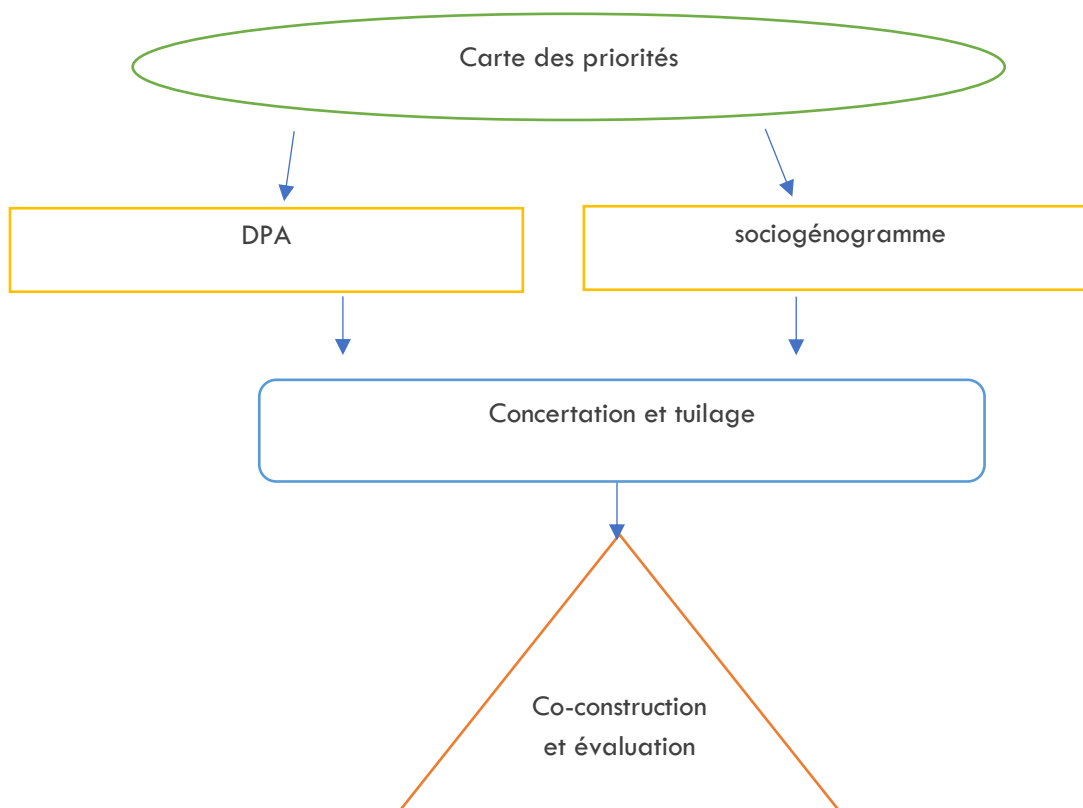 Carte des priorités
DPA
sociogénogramme
Concertation et tuilage
Co-construction
et évaluation